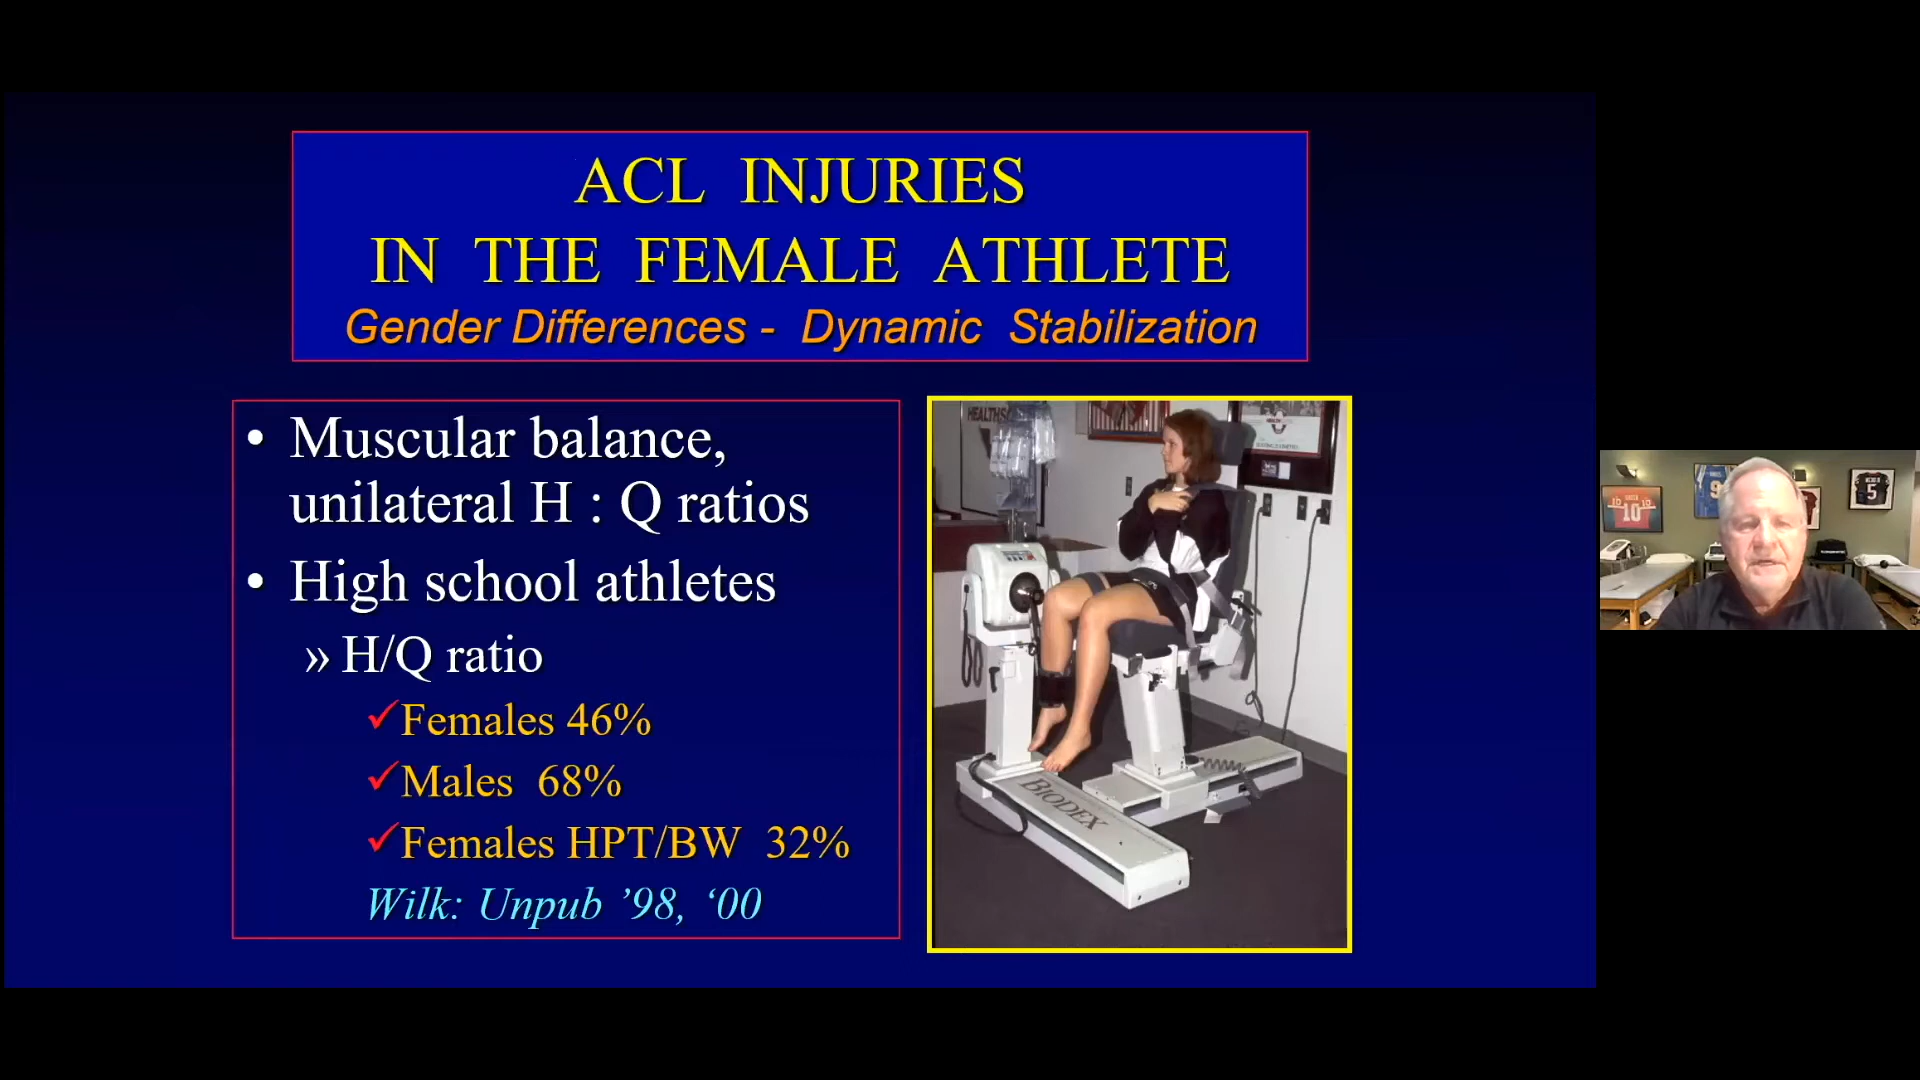 ACL INJURIES
IN THE FEMALE ATHLETE
Gender Differences - Dynamic Stabilization
• Muscular balance,
unilateral H : Q ratios
• High school athletes
» H/Q ratio
✓Females 46%
✓Males 68%
✓Females HPT/BW 32%
Wilk: Unpub ’98, ‘00
BIODEX
10
9
5